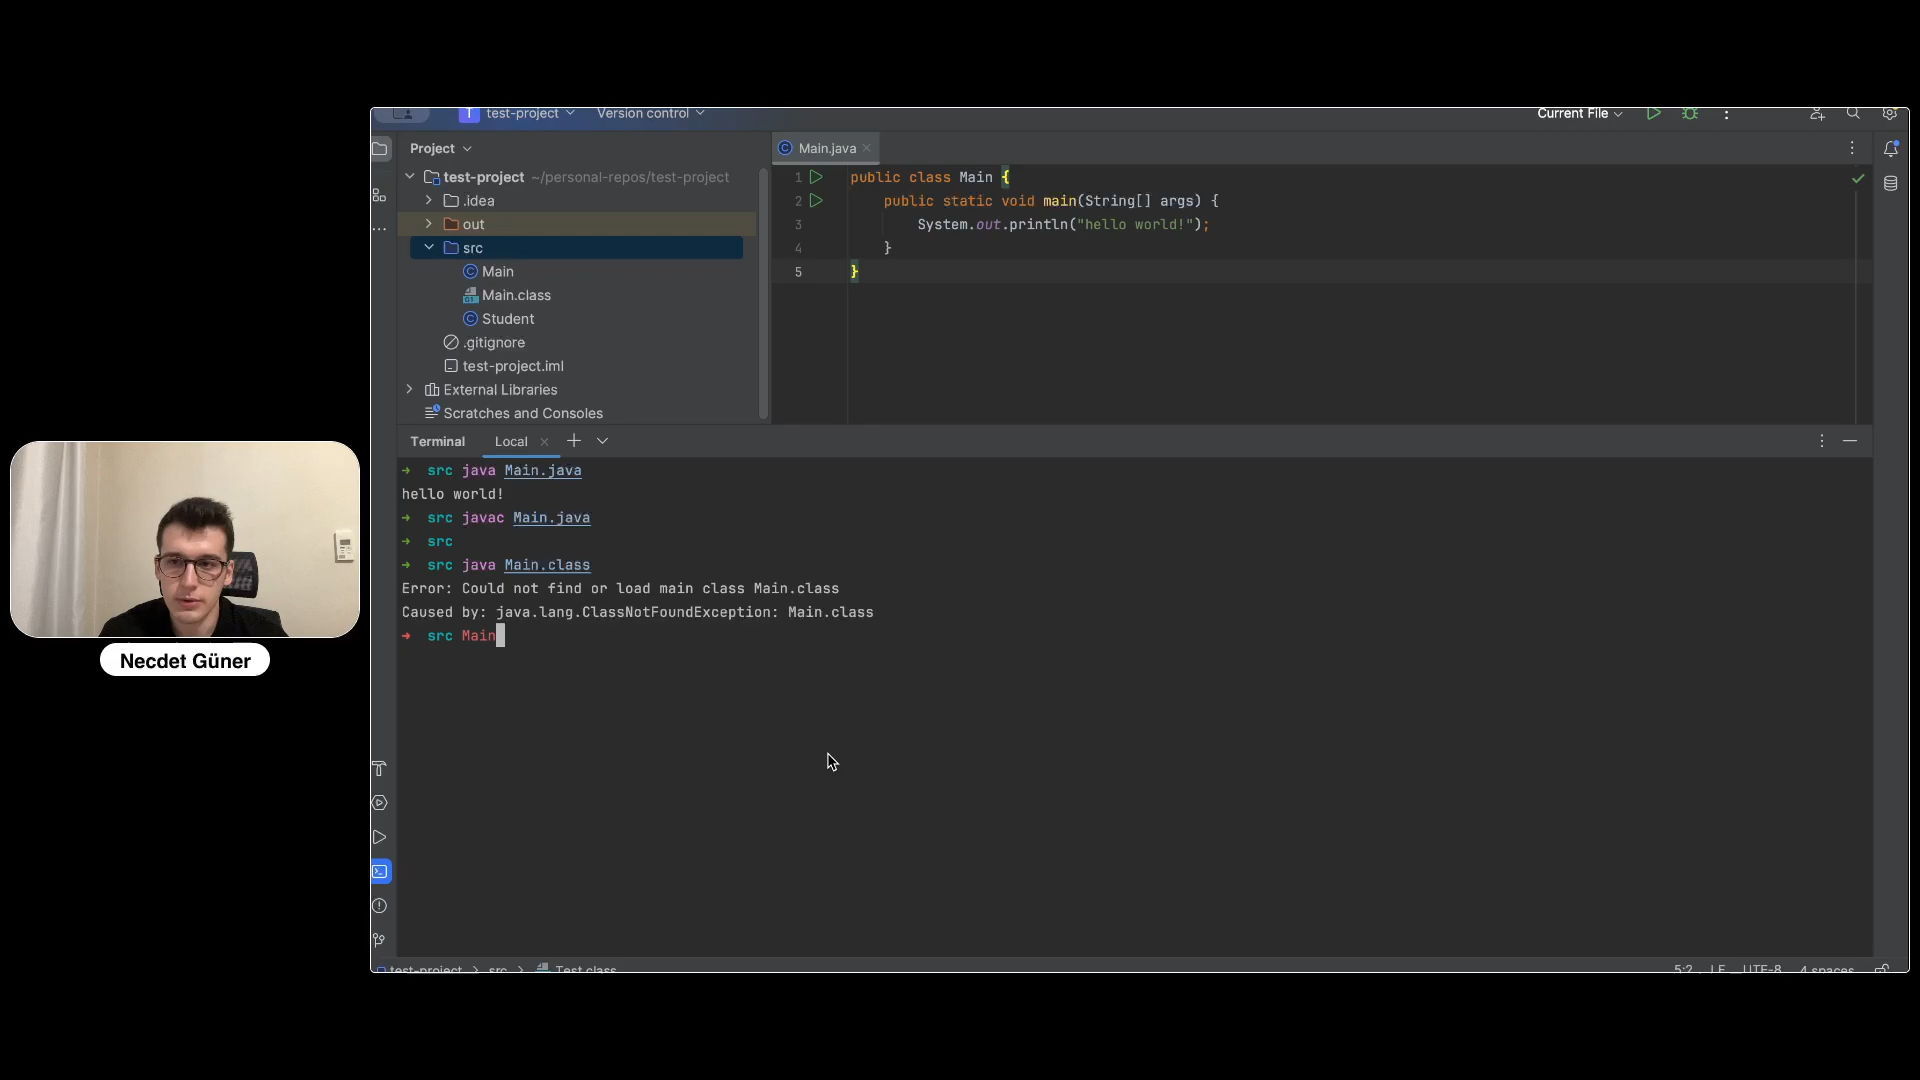 T test-project Version control Current File
Project
Main.java
test-project ~/personal-repos/test-project
.idea
out
src
Main
Main.class
Student
.gitignore
test-project.iml
External Libraries
Scratches and Consoles
1 public class Main {
2 public static void main(String[] args) {
3 System.out.println("hello world!");
4 }
5 }
Terminal Local
→ src java Main.java
hello world!
→ src javac Main.java
→ src
→ src java Main.class
Error: Could not find or load main class Main.class
Caused by: java.lang.ClassNotFoundException: Main.class
→ src Main
Necdet Güner
test-project > src > Test.class 5:2 LF UTF-8 4 spaces